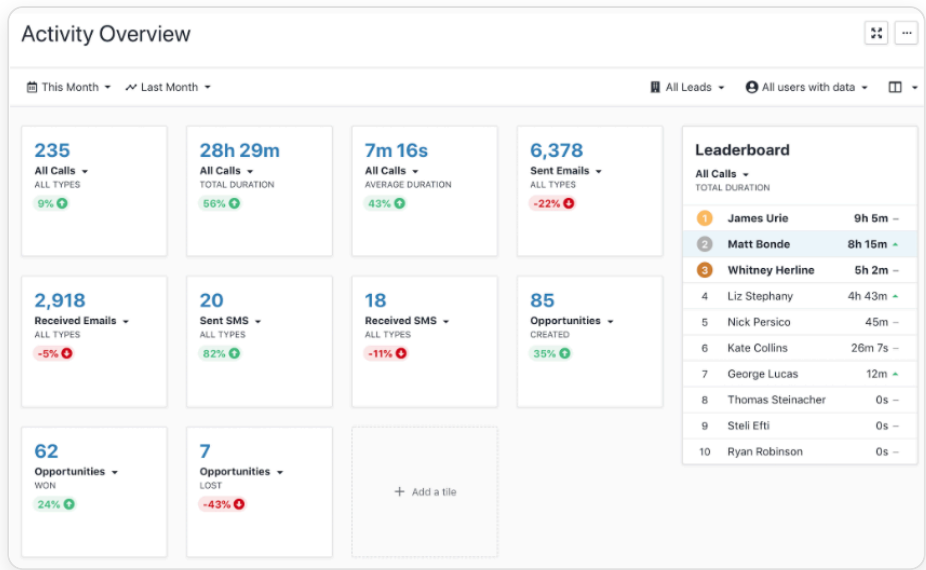 Activity Overview
This Month
Last Month
All Leads
All users with data
235
All Calls
ALL TYPES
9%
28h 29m
All Calls
TOTAL DURATION
56%
7m 16s
All Calls
AVERAGE DURATION
43%
6,378
Sent Emails
ALL TYPES
-22%
2,918
Received Emails
ALL TYPES
-5%
20
Sent SMS
ALL TYPES
82%
18
Received SMS
ALL TYPES
-11%
85
Opportunities
CREATED
35%
62
Opportunities
WON
24%
7
Opportunities
LOST
-43%
+ Add a tile
Leaderboard
All Calls
TOTAL DURATION
1 James Urie 9h 5m –
2 Matt Bonde 8h 15m
3 Whitney Herline 5h 2m –
4 Liz Stephany 4h 43m
5 Nick Persico 45m –
6 Kate Collins 26m 7s –
7 George Lucas 12m
8 Thomas Steinacher 0s –
9 Steli Efti 0s –
10 Ryan Robinson 0s –